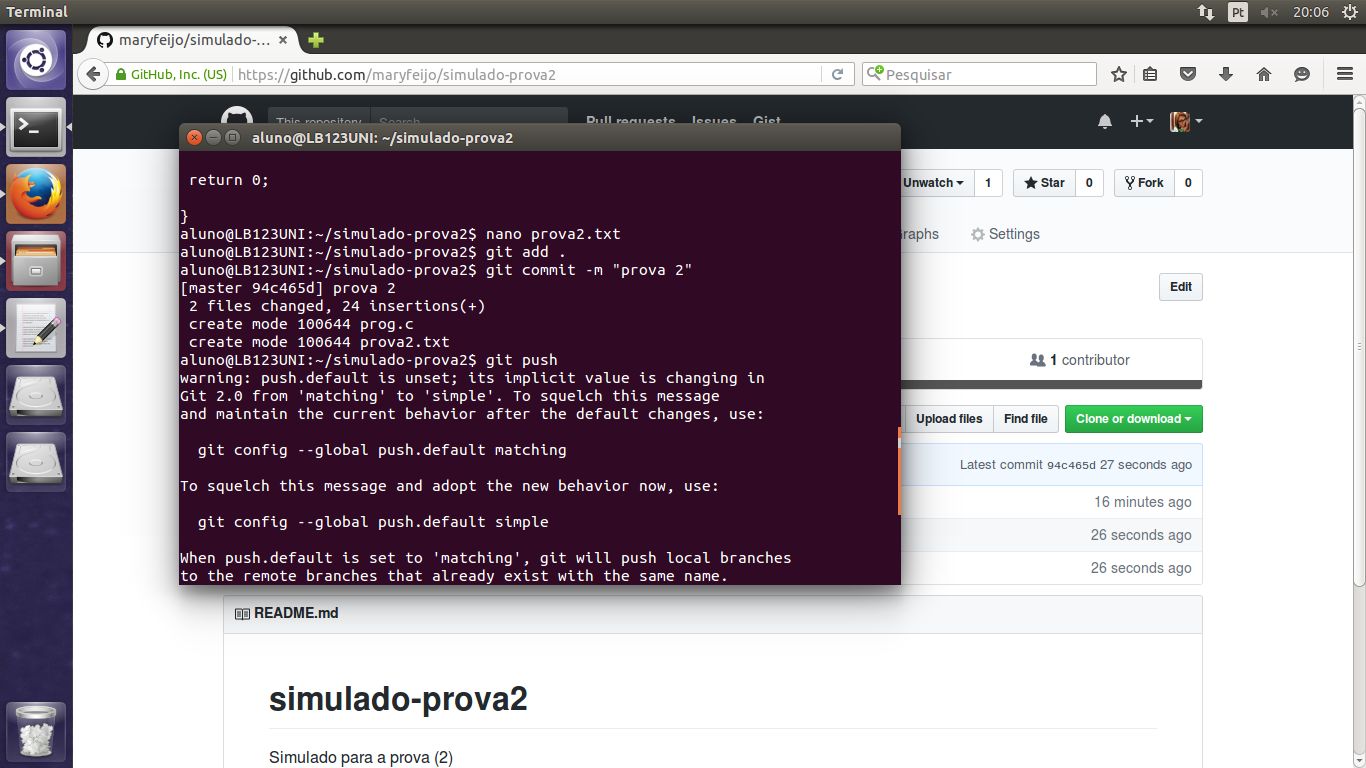 Terminal
Pt
20:06
maryfeijo/simulado-...
GitHub, Inc. (US)
https://github.com/maryfeijo/simulado-prova2
Pesquisar
This repository
Search
Pull requests
Issues
Gist
aluno@LB123UNI: ~/simulado-prova2
return 0;
}
aluno@LB123UNI:~/simulado-prova2$ nano prova2.txt
aluno@LB123UNI:~/simulado-prova2$ git add .
aluno@LB123UNI:~/simulado-prova2$ git commit -m "prova 2"
[master 94c465d] prova 2
2 files changed, 24 insertions(+)
create mode 100644 prog.c
create mode 100644 prova2.txt
aluno@LB123UNI:~/simulado-prova2$ git push
warning: push.default is unset; its implicit value is changing in
Git 2.0 from 'matching' to 'simple'. To squelch this message
and maintain the current behavior after the default changes, use:
git config --global push.default matching
To squelch this message and adopt the new behavior now, use:
git config --global push.default simple
When push.default is set to 'matching', git will push local branches
to the remote branches that already exist with the same name.
Unwatch 1
Star 0
Fork 0
Settings
Edit
1 contributor
Upload files
Find file
Clone or download
Latest commit 94c465d 27 seconds ago
16 minutes ago
26 seconds ago
26 seconds ago
README.md
simulado-prova2
Simulado para a prova (2)